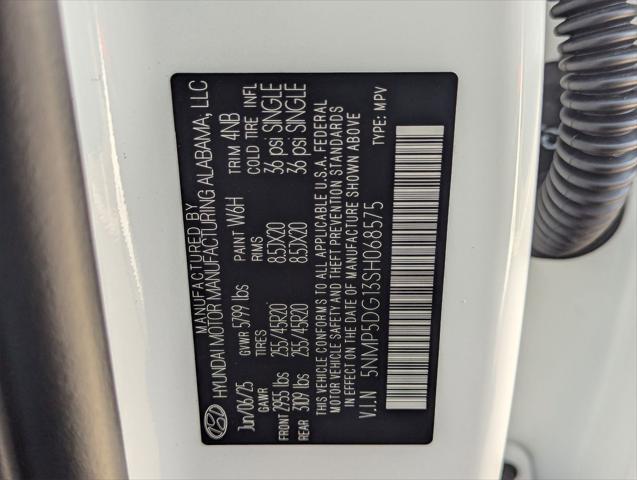 MANUFACTURED BY
HYUNDAI MOTOR MANUFACTURING ALABAMA, LLC
Jun/06/25 GVWR 5799 lbs PAINT W6H TRIM 4NB
GAWR TIRES RIMS COLD TIRE INFL
FRONT 2955 lbs 255/45R20 8.5JX20 36 psi SINGLE
REAR 3109 lbs 255/45R20 8.5JX20 36 psi SINGLE
THIS VEHICLE CONFORMS TO ALL APPLICABLE U.S.A. FEDERAL
MOTOR VEHICLE SAFETY AND THEFT PREVENTION STANDARDS
IN EFFECT ON THE DATE OF MANUFACTURE SHOWN ABOVE
V.I.N 5NMP5DG13SH068575 TYPE: MPV